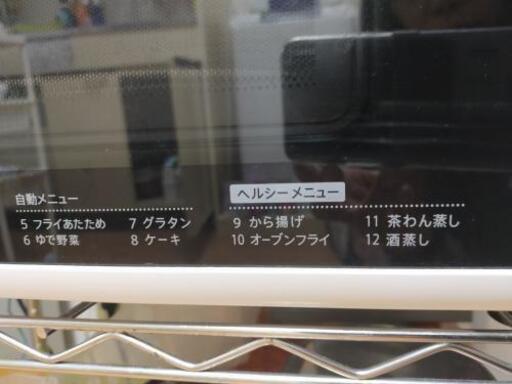 自動メニュー
5 フライあたため 7 グラタン
6 ゆで野菜 8 ケーキ
ヘルシーメニュー
9 から揚げ 11 茶わん蒸し
10 オーブンフライ 12 酒蒸し